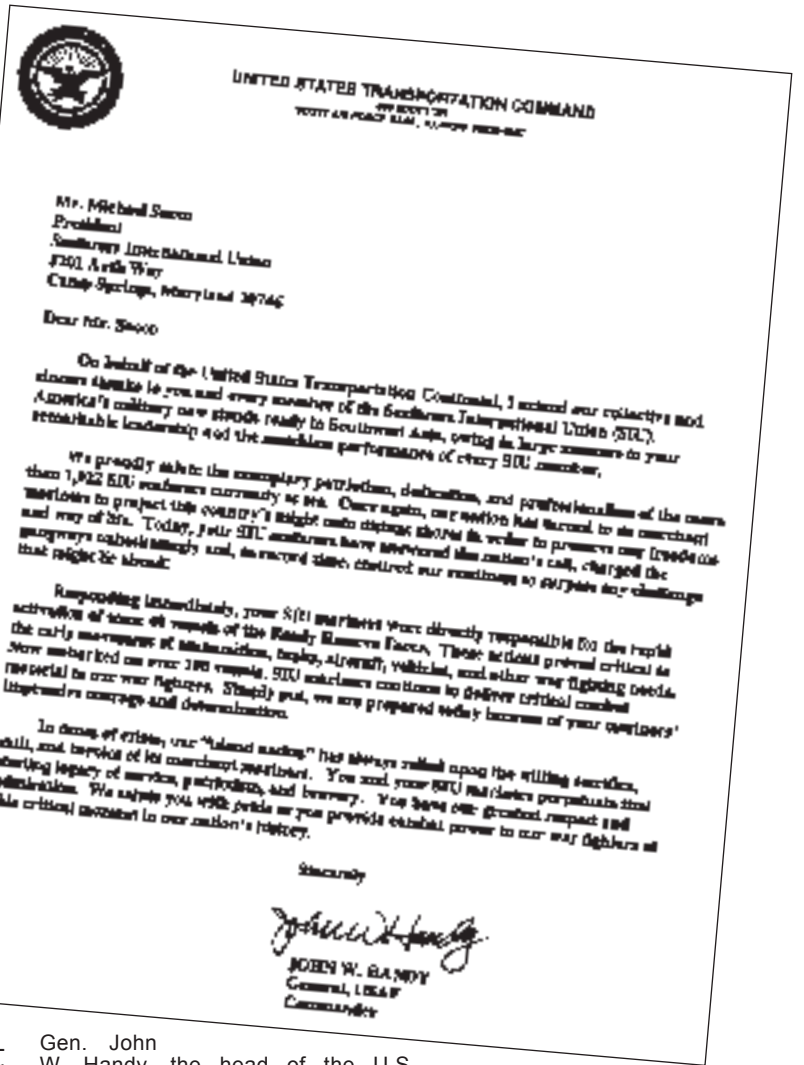 UNITED STATES TRANSPORTATION COMMAND
Mr. Michael Sacco
President
Seafarers International Union
5201 Auth Way
Camp Springs, Maryland 20746
Dear Mr. Sacco
On behalf of the United States Transportation Command, I extend our collective and
sincere thanks to you and every member of the Seafarers International Union (SIU).
America's military now stands ready in Southwest Asia, owing in large measure to your
remarkable leadership and the matchless performance of every SIU member.
We proudly salute the exemplary patriotism, dedication, and professionalism of the more
than SIU seafarers currently at sea. Once again, our nation has turned to its merchant
mariners to project this country's might onto distant shores in order to preserve our freedoms
and way of life. Today, your SIU seafarers have answered the nation's call, charged the
gangways unhesitatingly and, in record time, ensured our readiness to surpass any challenge
that might lie ahead.
Responding immediately, your SIU mariners were directly responsible for the rapid
activation of some vessels of the Ready Reserve Force. These actions proved critical to
the early movements of ammunition, tanks, aircraft, vehicles, and other war fighting needs.
Now embarked on over vessels, SIU mariners continue to deliver critical combat
material to our war fighters. Simply put, we are prepared today because of your mariners'
courage and determination.
In times of crisis, our "island nation" has always relied upon the willing sacrifice,
skill, and service of its merchant mariners. You and your SIU mariners perpetuate that
legacy of service, patriotism, and bravery. You have our greatest respect and
admiration. We salute you with pride as you provide combat power to our war fighters at
this critical moment in our nation's history.
Sincerely
John W Handy
JOHN W. HANDY
General, USAF
Commander
Gen. John
W. Handy, the head of the U.S.